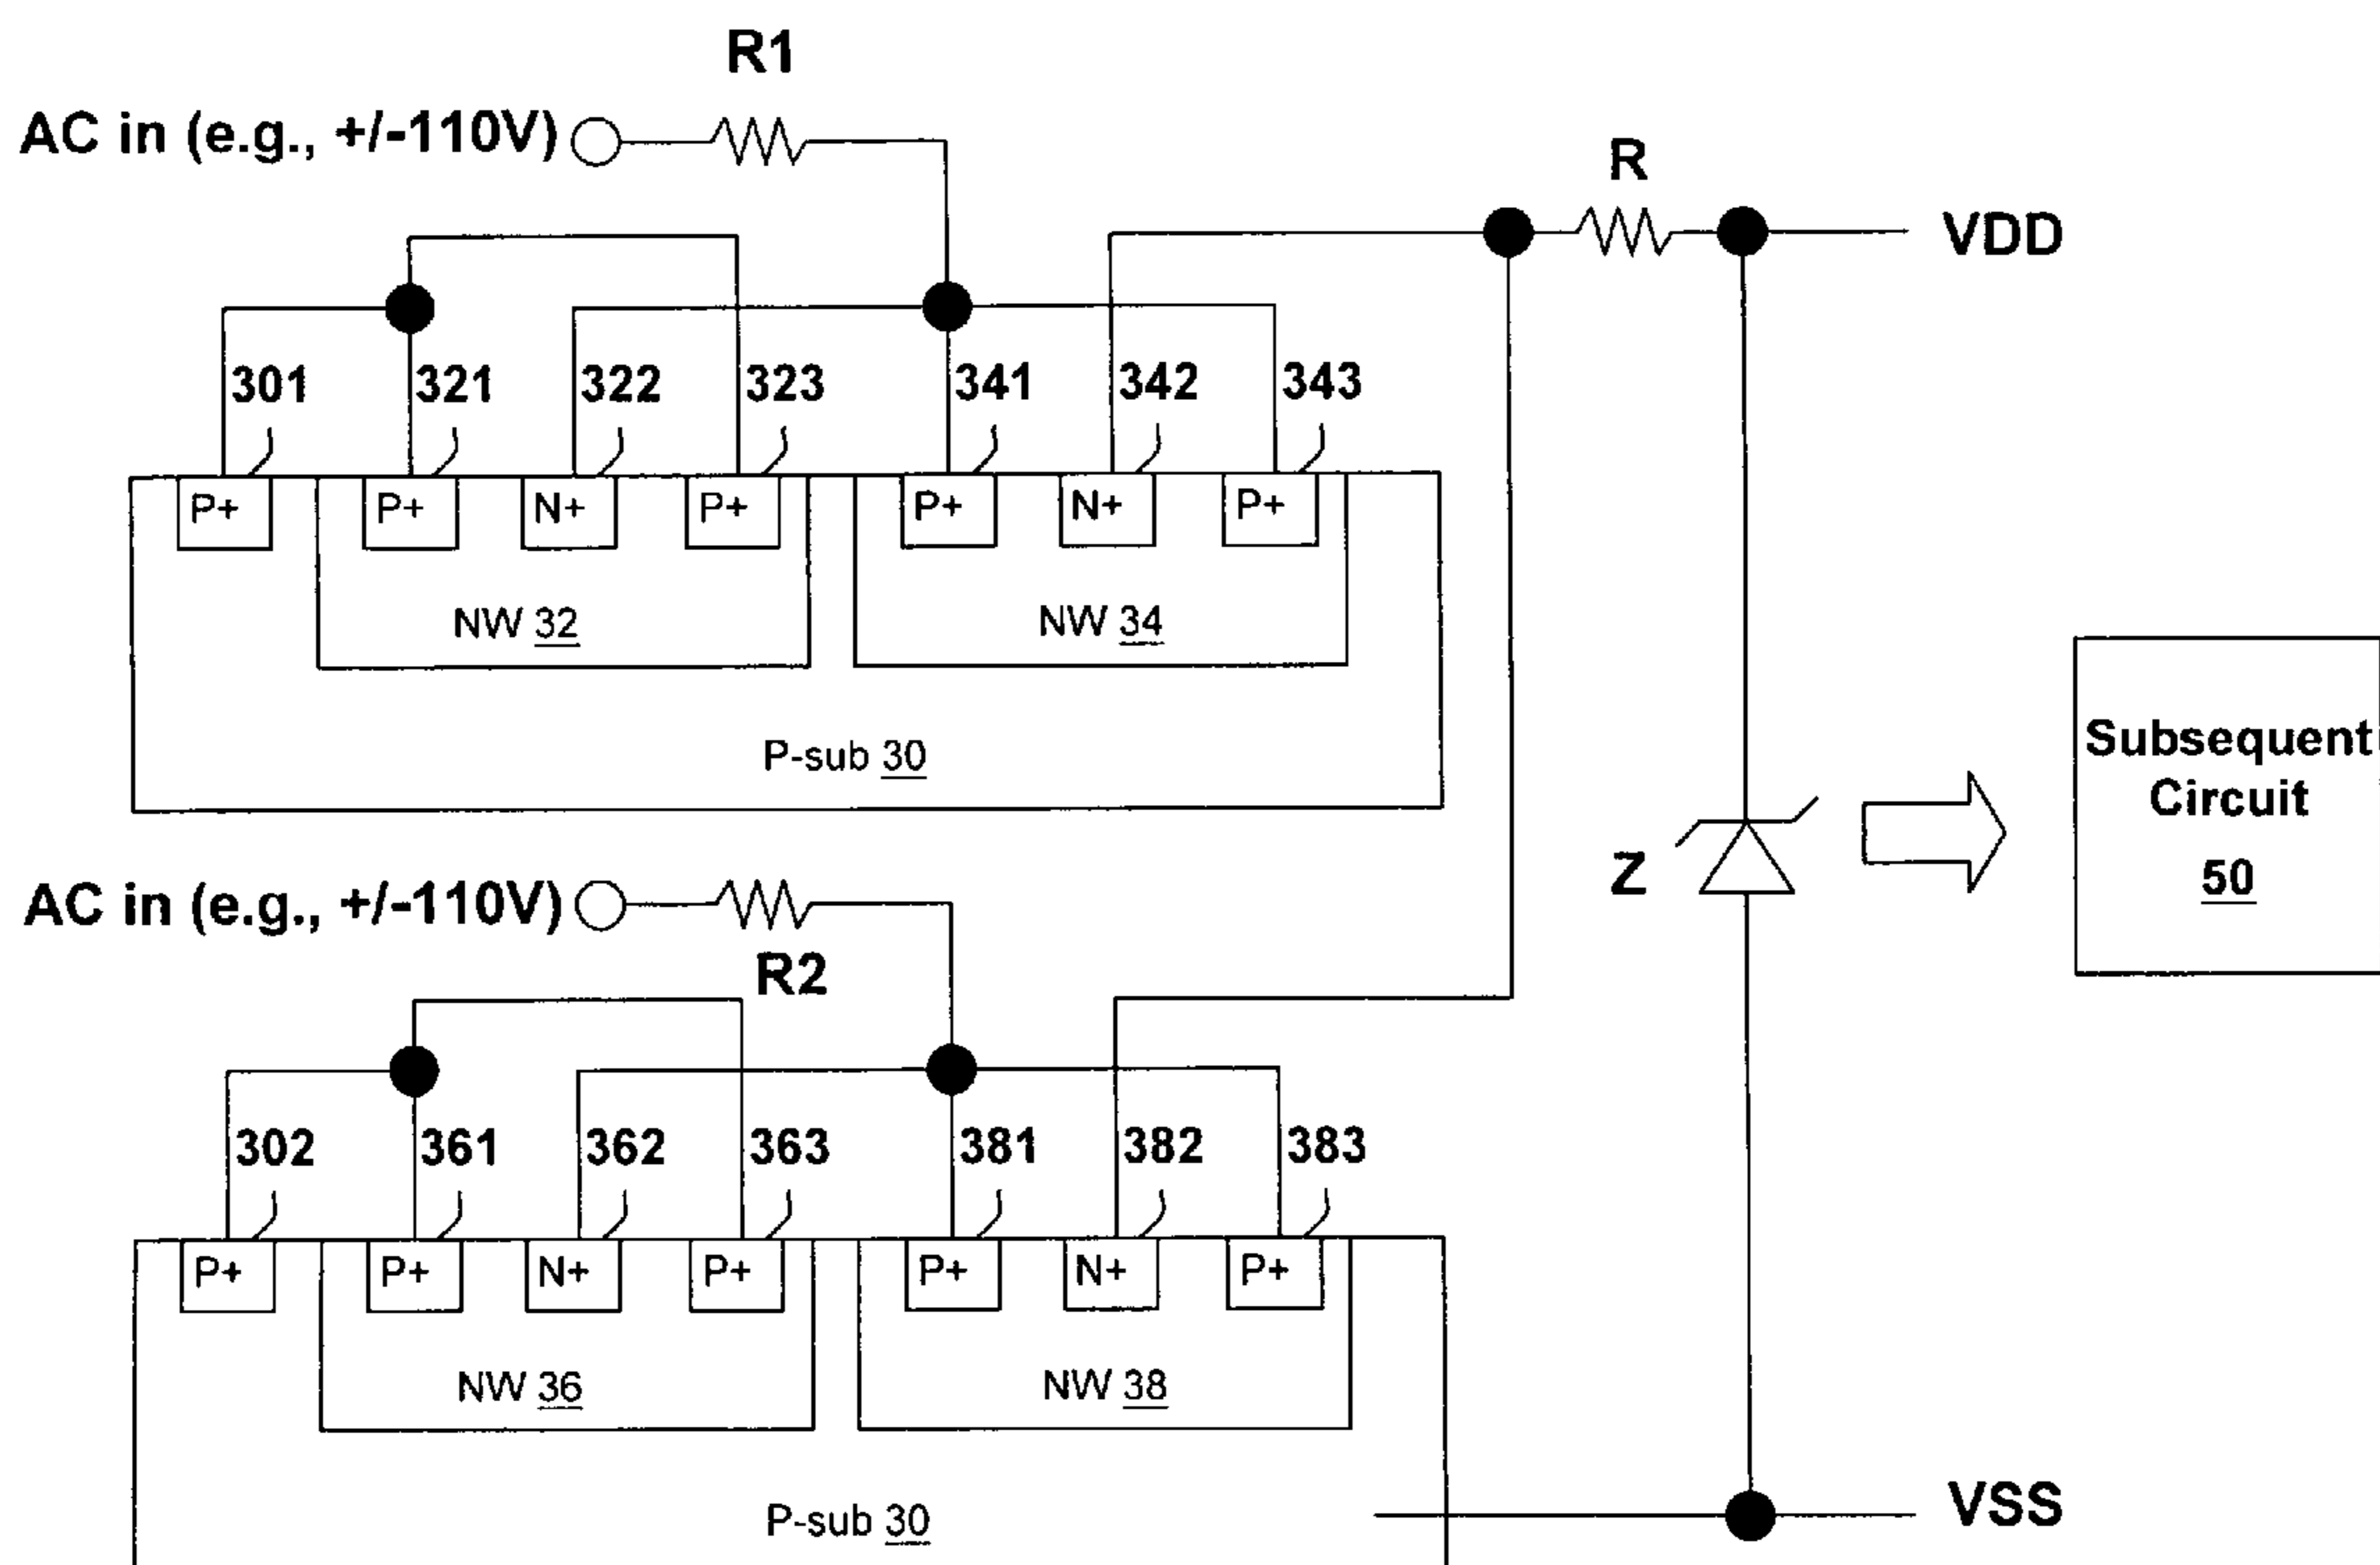 R1
AC in (e.g., +/-110V)
R
VDD
301 321 322 323 341 342 343
P+ P+ N+ P+ P+ N+ P+
NW 32 NW 34
P-sub 30
Subsequent
Circuit
50
Z
AC in (e.g., +/-110V)
R2
302 361 362 363 381 382 383
P+ P+ N+ P+ P+ N+ P+
NW 36 NW 38
P-sub 30
VSS